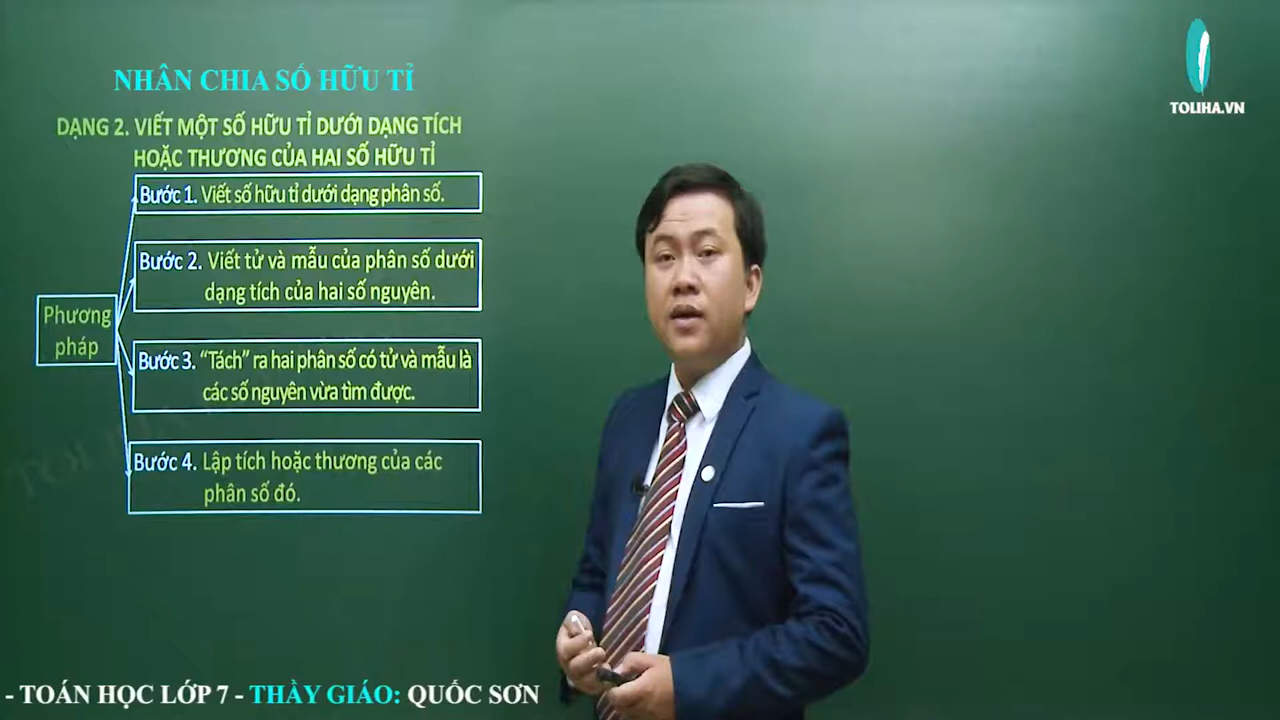 NHÂN CHIA SỐ HỮU TỈ
DẠNG 2. VIẾT MỘT SỐ HỮU TỈ DƯỚI DẠNG TÍCH
HOẶC THƯƠNG CỦA HAI SỐ HỮU TỈ
Bước 1. Viết số hữu tỉ dưới dạng phân số.
Bước 2. Viết tử và mẫu của phân số dưới
dạng tích của hai số nguyên.
Phương
pháp
Bước 3. “Tách” ra hai phân số có tử và mẫu là
các số nguyên vừa tìm được.
Bước 4. Lập tích hoặc thương của các
phân số đó.
TOLIHA.VN
- TOÁN HỌC LỚP 7 - THẦY GIÁO: QUỐC SƠN